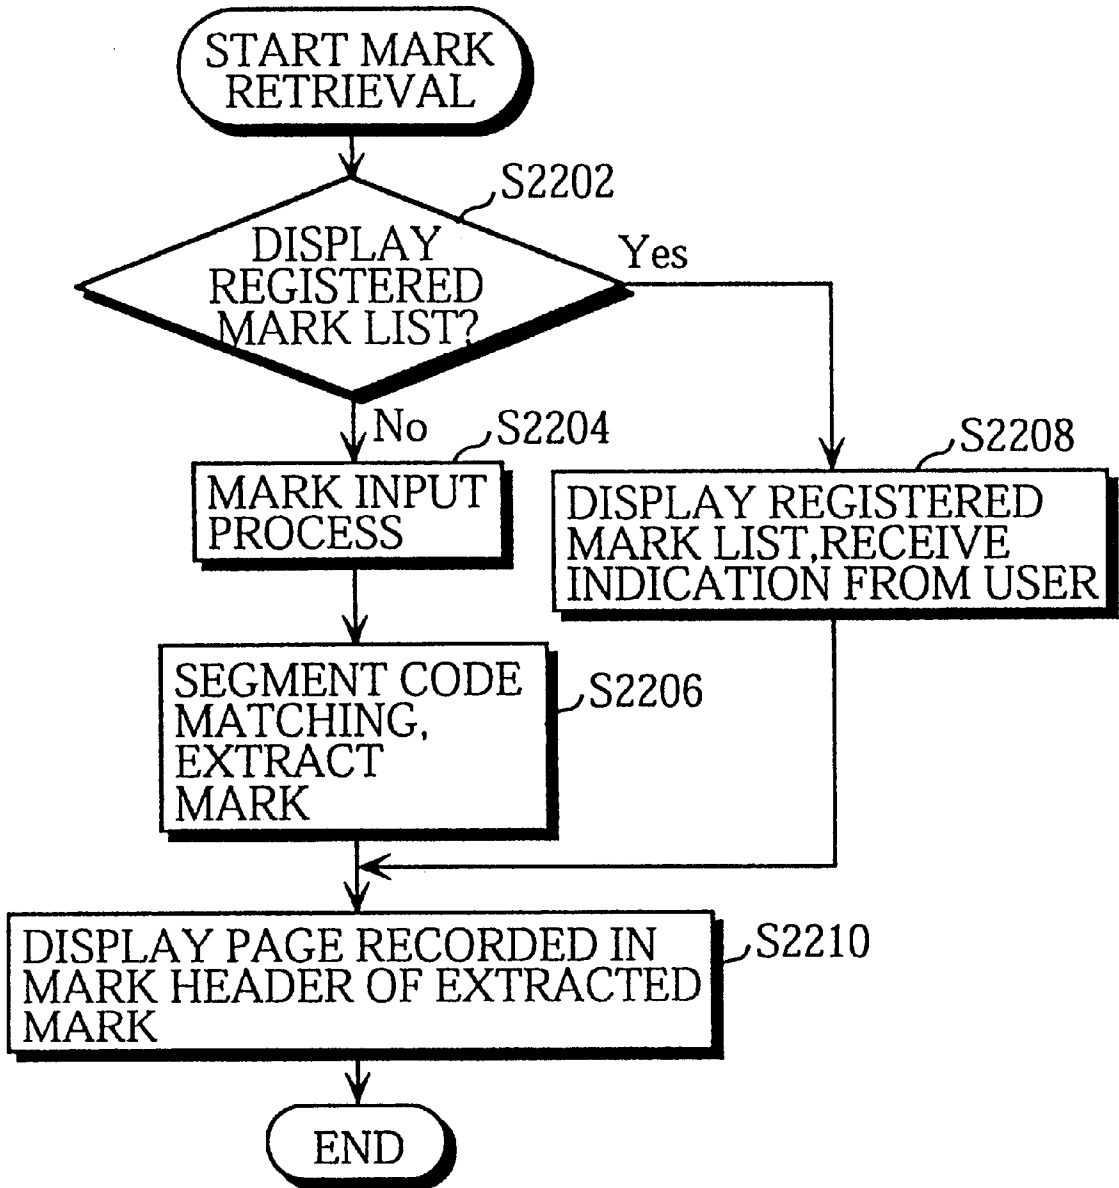 START MARK
RETRIEVAL
S2202
DISPLAY
REGISTERED
MARK LIST?
Yes
No
S2204
MARK INPUT
PROCESS
S2208
DISPLAY REGISTERED
MARK LIST,RECEIVE
INDICATION FROM USER
SEGMENT CODE
MATCHING,
EXTRACT
MARK
S2206
DISPLAY PAGE RECORDED IN
MARK HEADER OF EXTRACTED
MARK
S2210
END